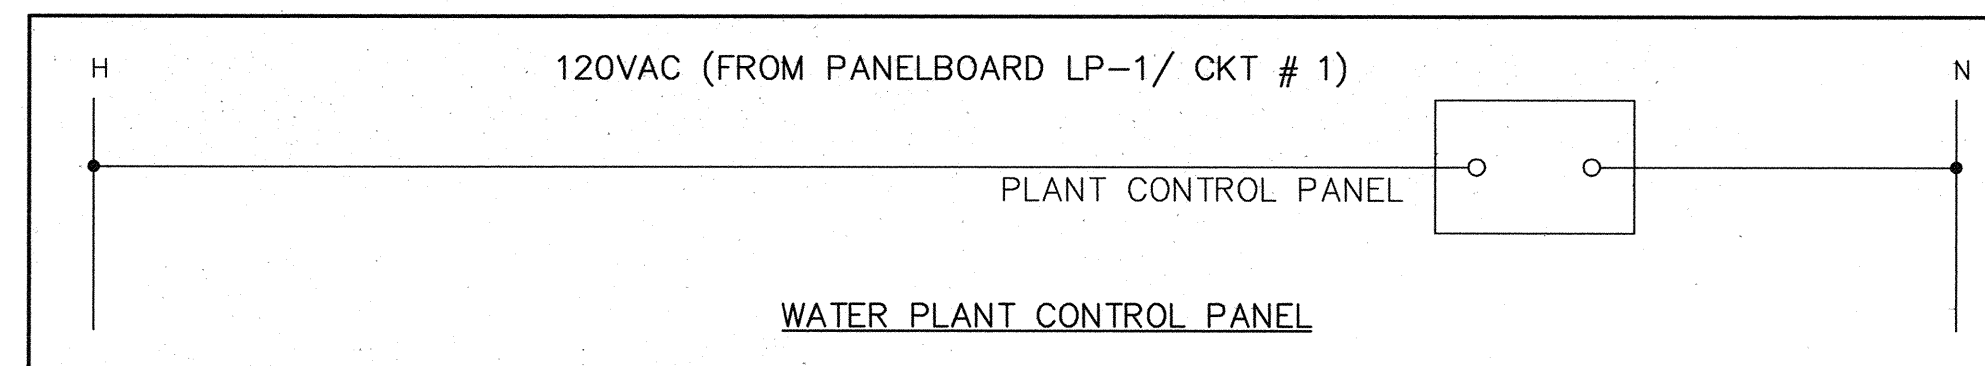 H
120VAC (FROM PANELBOARD LP-1/ CKT # 1)
N
PLANT CONTROL PANEL
WATER PLANT CONTROL PANEL